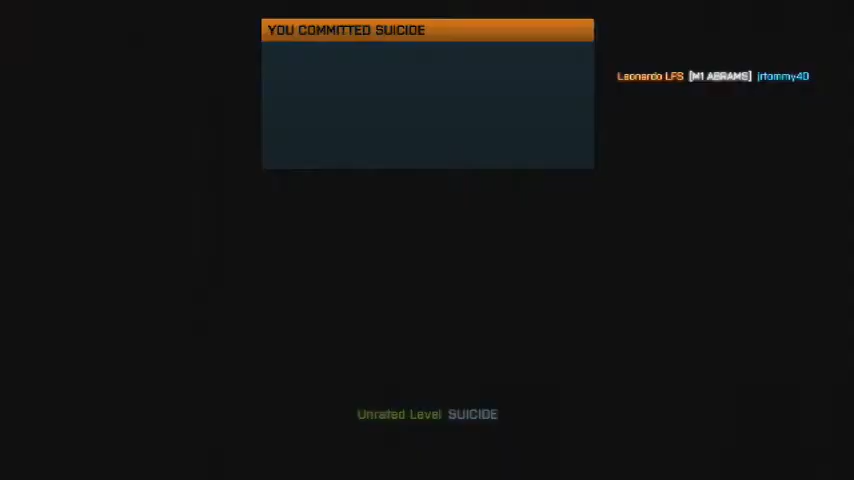 YOU COMMITTED SUICIDE
Leonardo LFS [M1 ABRAMS] jrtommy40
Unrated Level SUICIDE